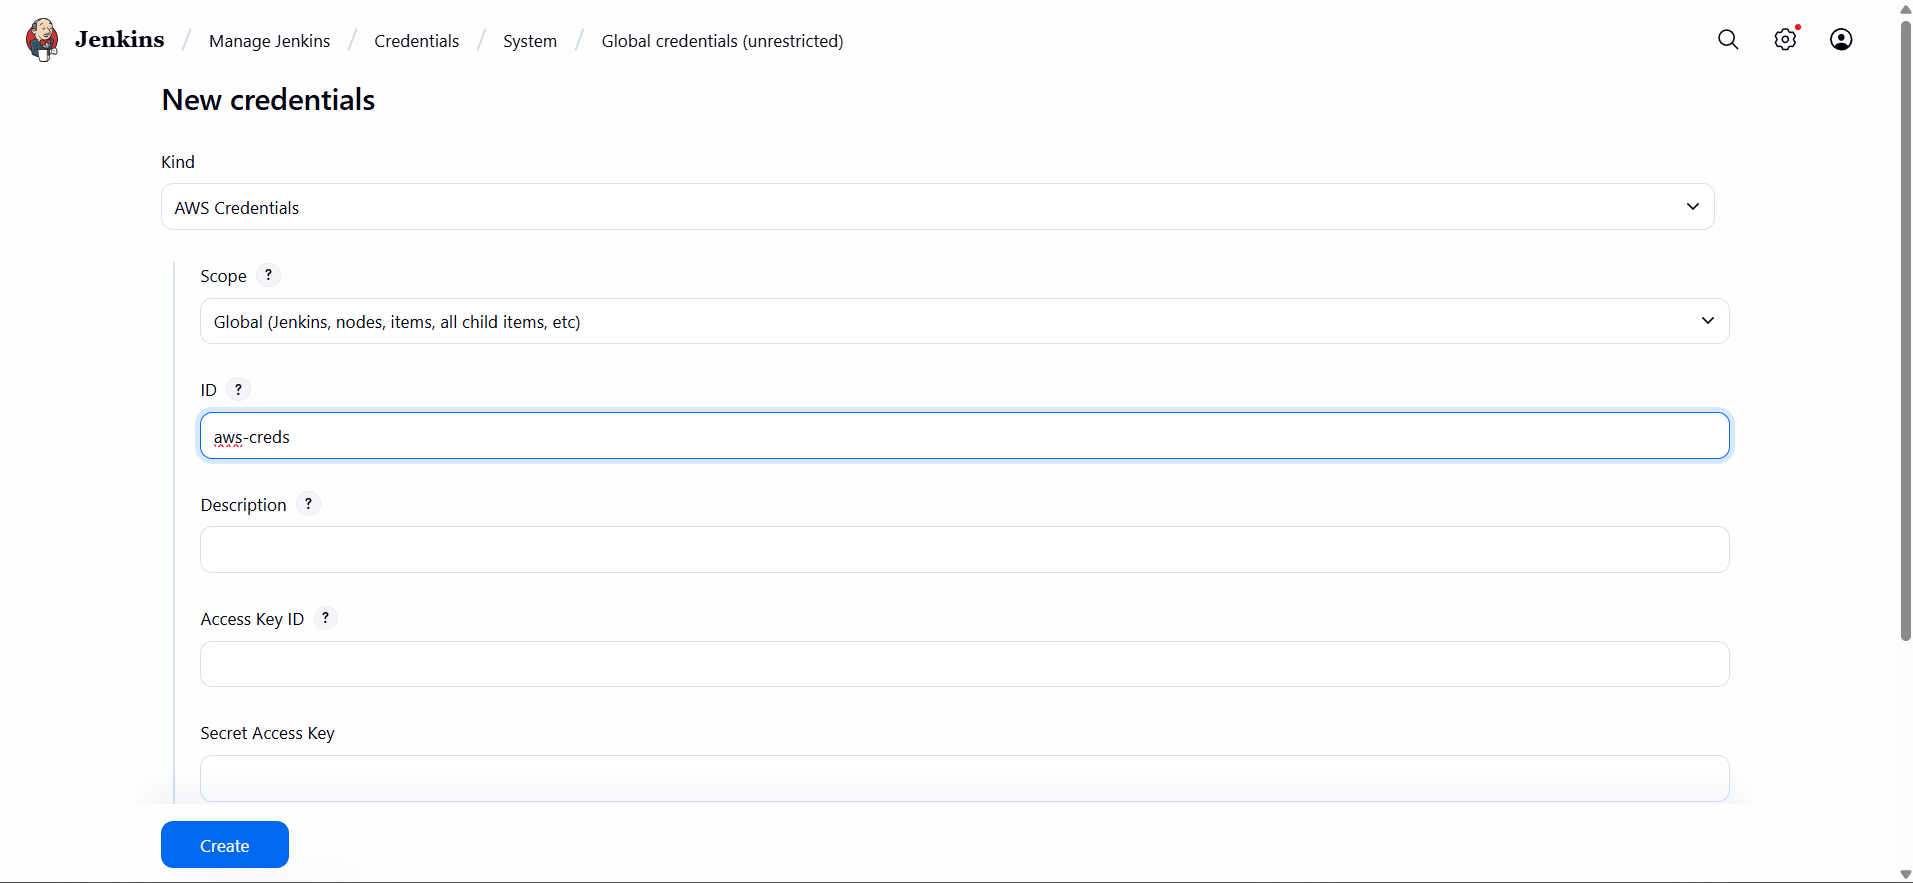 Jenkins / Manage Jenkins / Credentials / System / Global credentials (unrestricted)
New credentials
Kind
AWS Credentials
Scope ?
Global (Jenkins, nodes, items, all child items, etc)
ID ?
aws-creds
Description ?
Access Key ID ?
Secret Access Key
Create